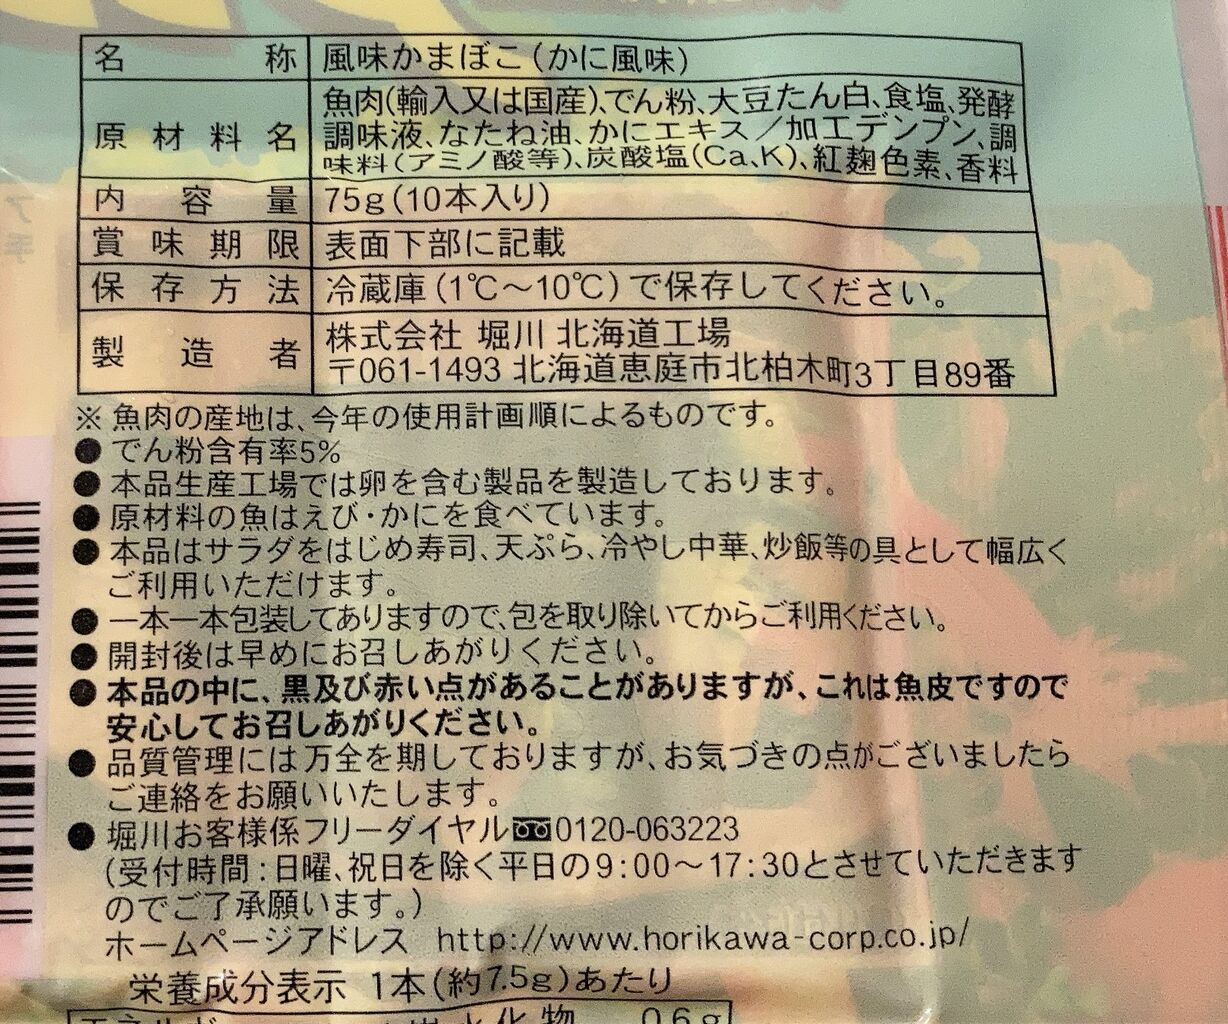 名称 風味かまぼこ(かに風味)
原材料名 魚肉(輸入又は国産)、でん粉、大豆たん白、食塩、発酵
調味液、なたね油、かにエキス/加工デンプン、調
味料(アミノ酸等)、炭酸塩(Ca、K)、紅麹色素、香料
内容量 75g(10本入り)
賞味期限 表面下部に記載
保存方法 冷蔵庫(1℃~10℃)で保存してください。
製造者 株式会社 堀川 北海道工場
〒061-1493 北海道恵庭市北柏木町3丁目89番
※魚肉の産地は、今年の使用計画順によるものです。
●でん粉含有率5%
●本品生産工場では卵を含む製品を製造しております。
●原材料の魚はえび・かにを食べています。
●本品はサラダをはじめ寿司、天ぷら、冷やし中華、炒飯等の具として幅広く
ご利用いただけます。
●一本一本包装してありますので、包を取り除いてからご利用ください。
●開封後は早めにお召しあがりください。
●本品の中に、黒及び赤い点があることがありますが、これは魚皮ですので
安心してお召しあがりください。
●品質管理には万全を期しておりますが、お気づきの点がございましたら
ご連絡をお願いいたします。
●堀川お客様係フリーダイヤル0120-063223
(受付時間:日曜、祝日を除く平日の9:00~17:30とさせていただきます
のでご了承願います。)
ホームページアドレス http://www.horikawa-corp.co.jp/
栄養成分表示 1本(約7.5g)あたり